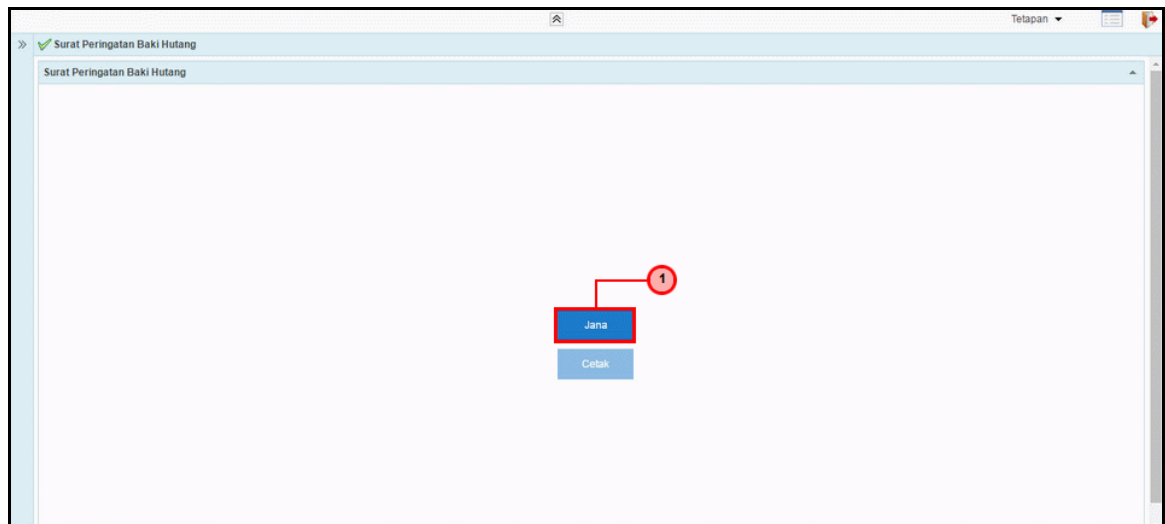 Tetapan
Surat Peringatan Baki Hutang
Surat Peringatan Baki Hutang
1
Jana
Cetak